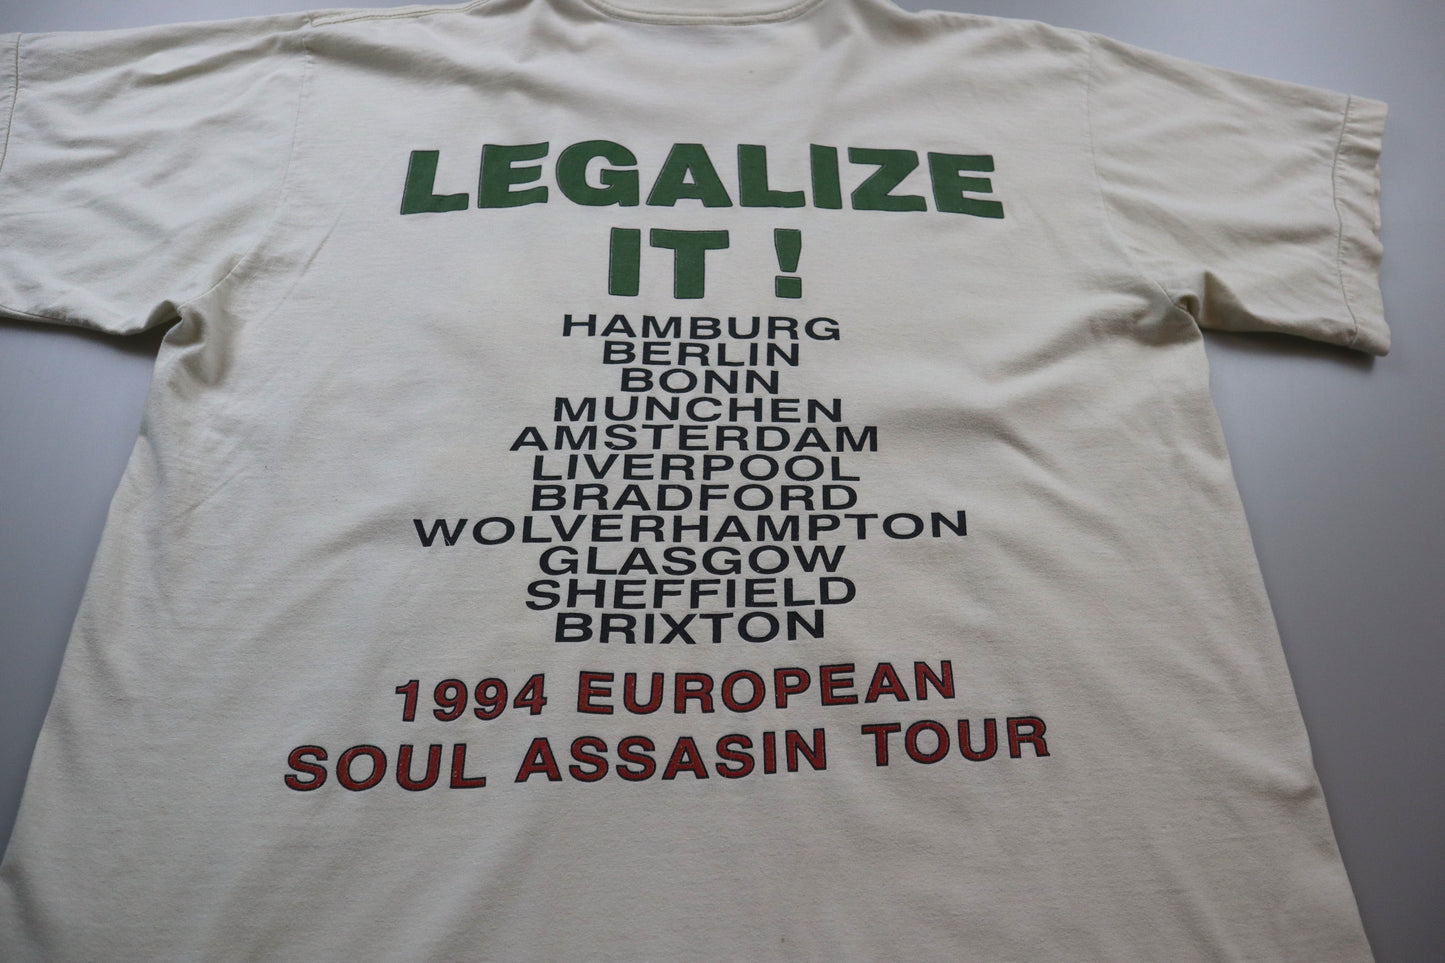 LEGALIZE
IT !
HAMBURG
BERLIN
BONN
MUNCHEN
AMSTERDAM
LIVERPOOL
BRADFORD
WOLVERHAMPTON
GLASGOW
SHEFFIELD
BRIXTON
1994 EUROPEAN
SOUL ASSASIN TOUR